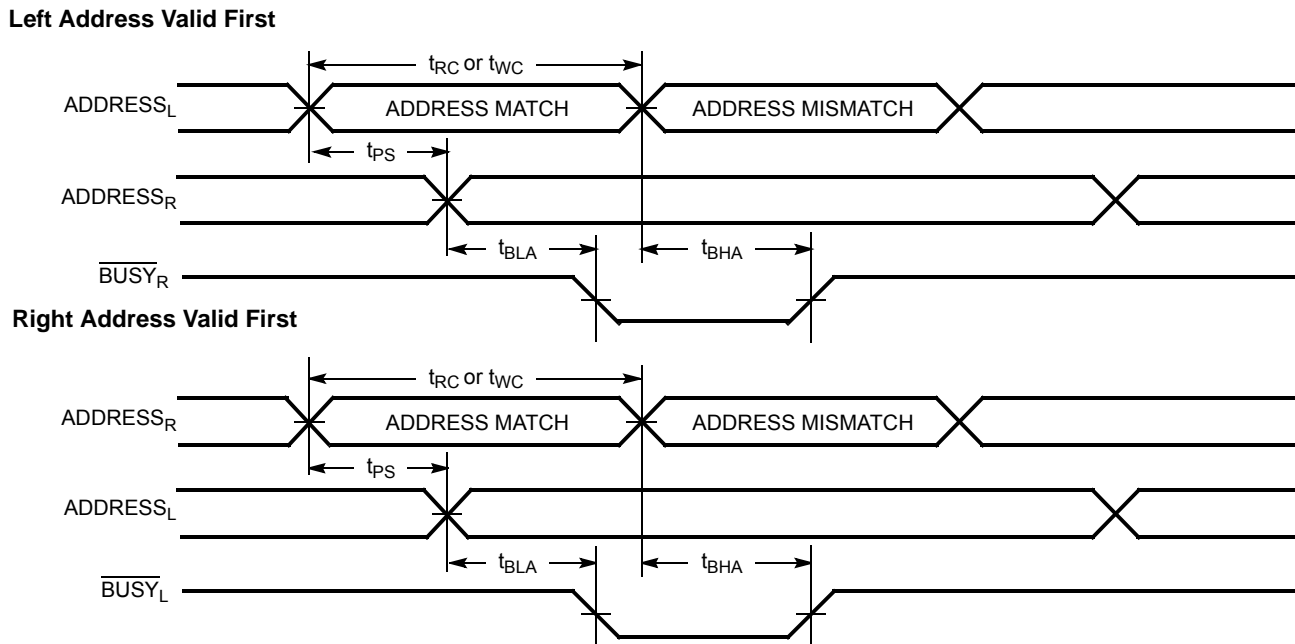 Left Address Valid First
tRC or tWC
ADDRESSL
ADDRESS MATCH
ADDRESS MISMATCH
tPS
ADDRESSR
tBLA
tBHA
BUSYR
Right Address Valid First
tRC or tWC
ADDRESSR
ADDRESS MATCH
ADDRESS MISMATCH
tPS
ADDRESSL
tBLA
tBHA
BUSYL